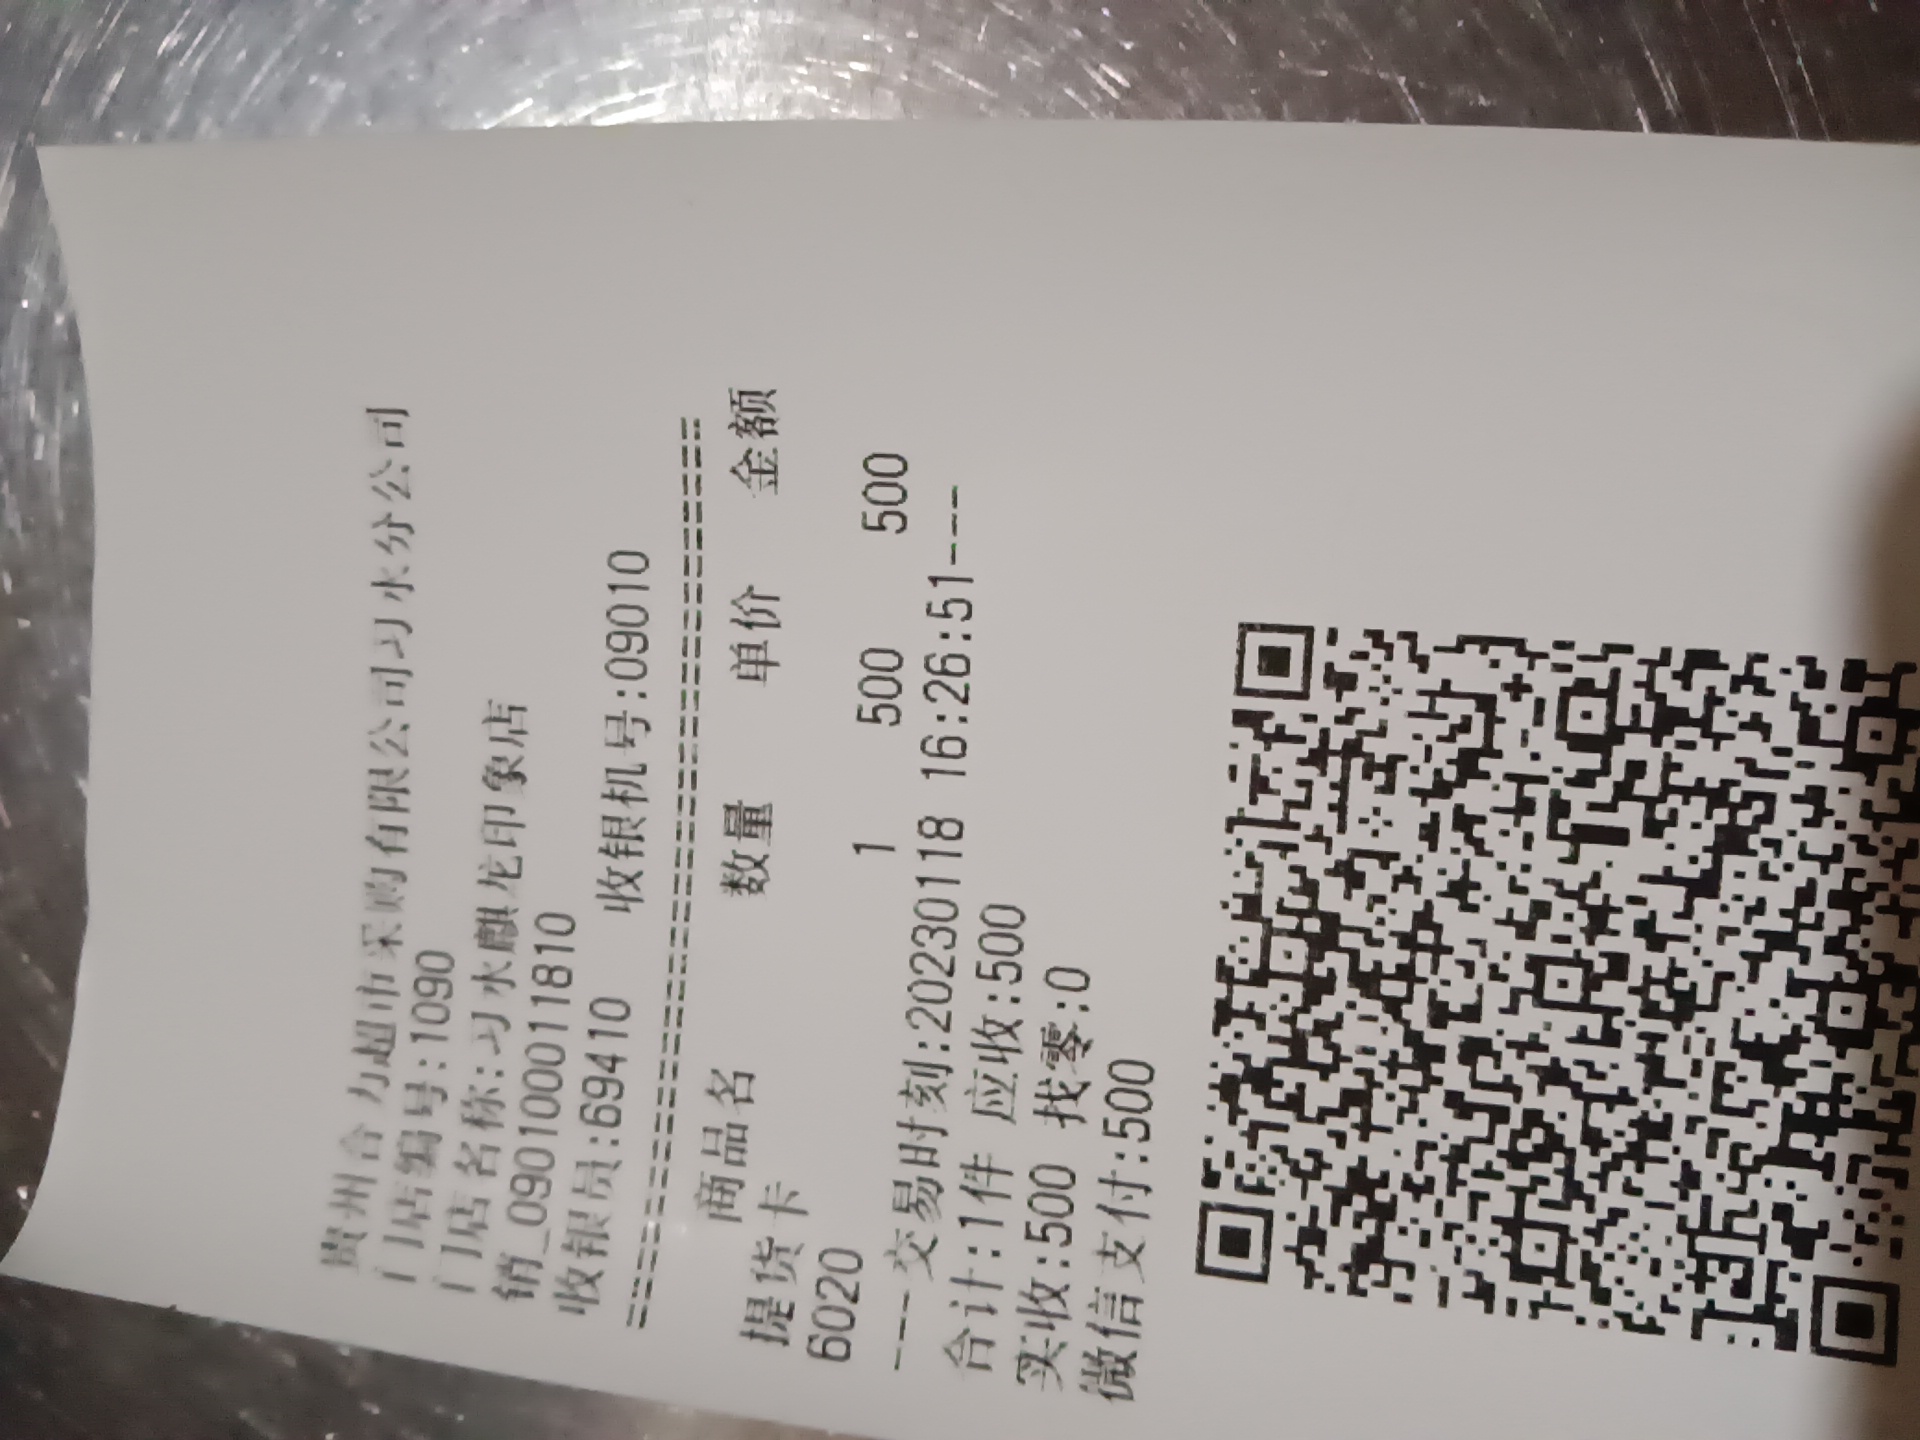 贵州合力超市采购有限公司习水分公司
门店编号:1090
门店名称:习水麒龙印象店
销_090100011810
收银员:69410 收银机号:09010
==========================================
商品名 数量 单价 金额
提货卡
6020 1 500 500
----交易时刻:20230118 16:26:51----
合计:1件 应收:500
实收:500 找零:0
微信支付:500